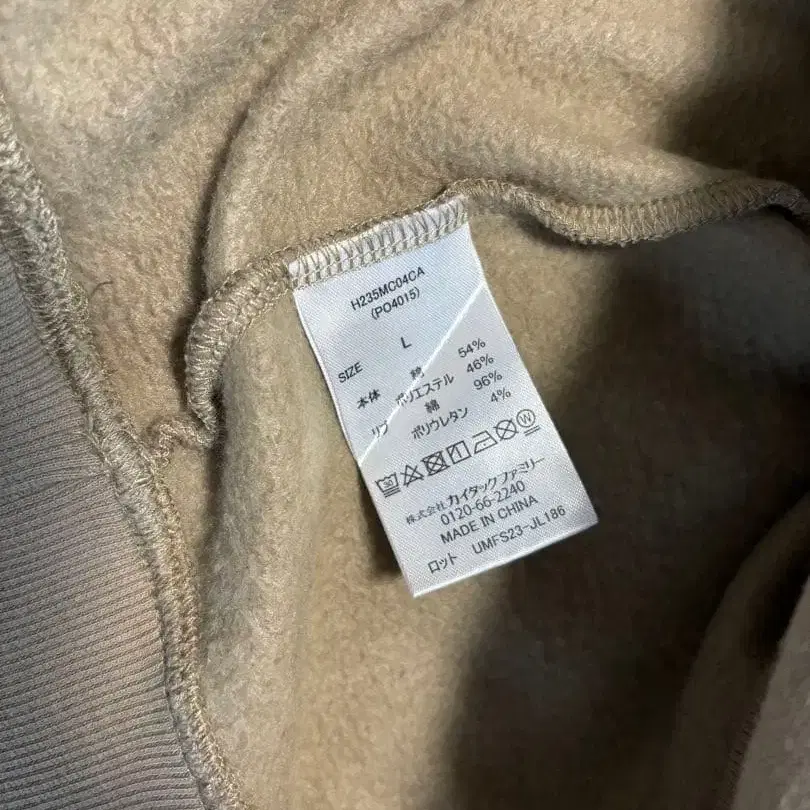 H235MC04CA
(PO4015)
SIZE L
本体 綿 54%
ポリエステル 46%
リブ 綿 96%
ポリウレタン 4%
30 W
株式会社カイタックファミリー
0120-66-2240
MADE IN CHINA
ロット UMFS23-JL186